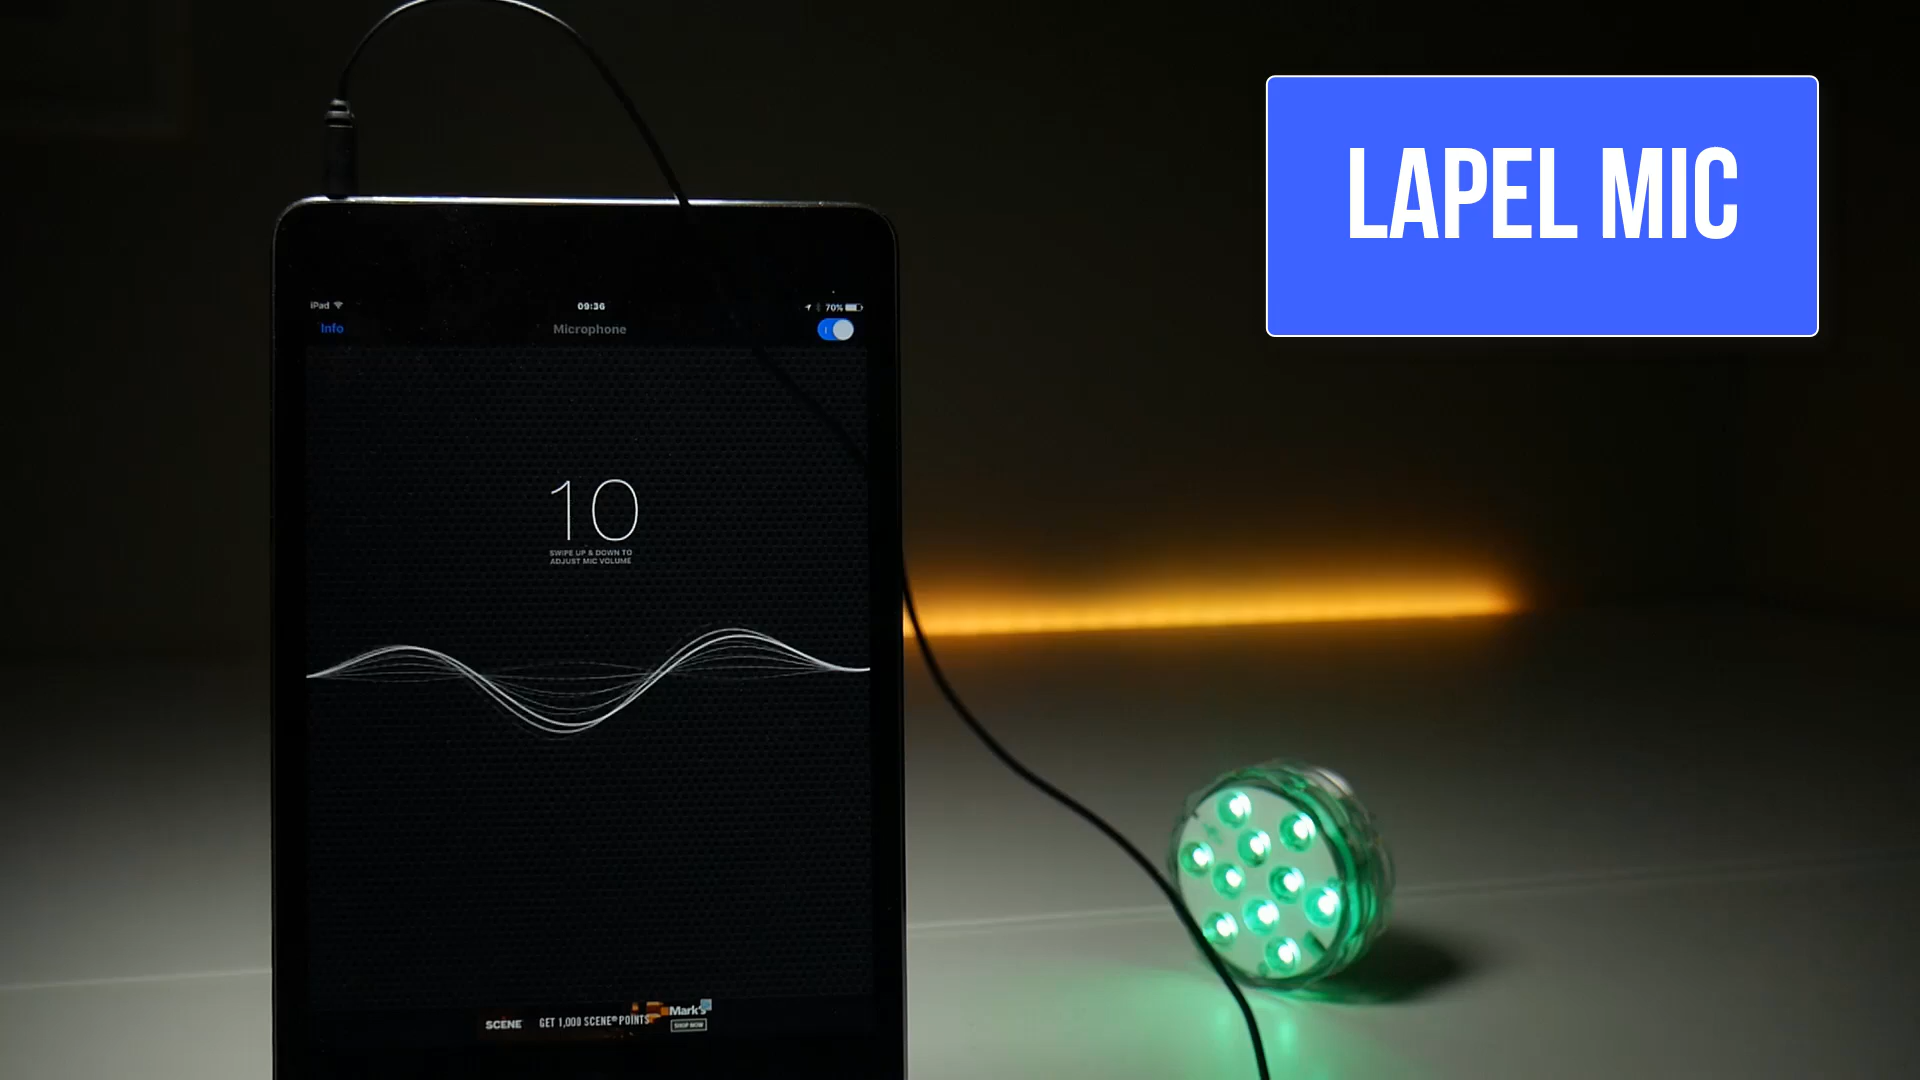 LAPEL MIC
iPad
09:36
70%
Info
Microphone
10
SWIPE UP & DOWN TO
ADJUST MIC VOLUME
SCENE
GET 1,000 SCENE® POINTS
Mark's
SHOP NOW